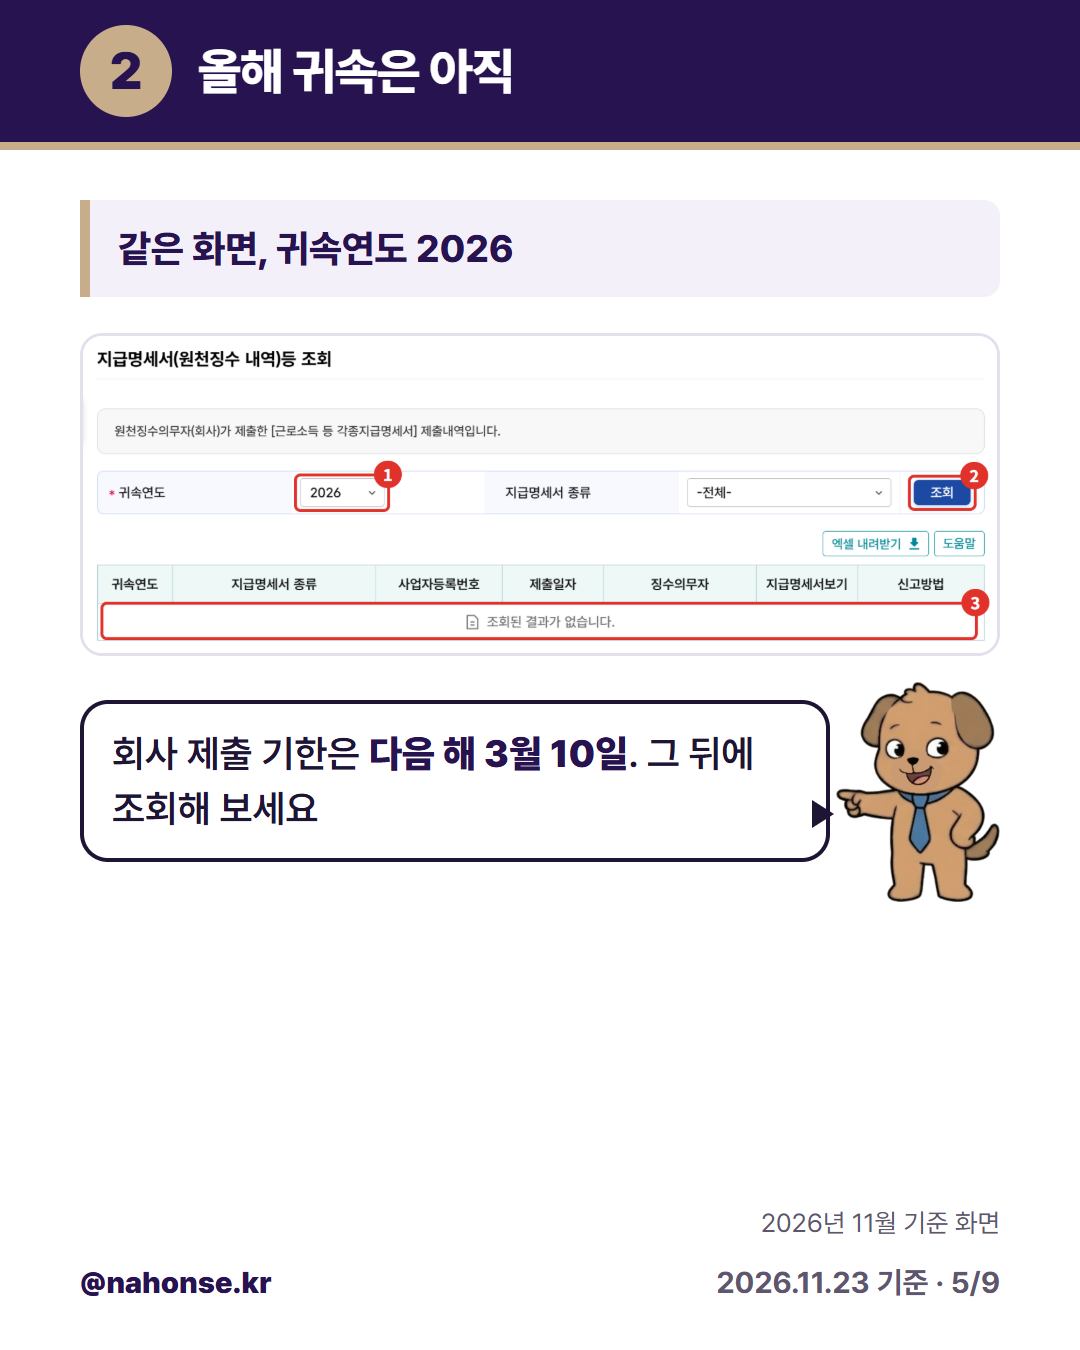 2 올해 귀속은 아직
같은 화면, 귀속연도 2026
지급명세서(원천징수 내역)등 조회
원천징수의무자(회사)가 제출한 [근로소득 등 각종지급명세서] 제출내역입니다.
* 귀속연도 2026 1 지급명세서 종류 -전체- 조회 2
엑셀 내려받기 도움말
귀속연도 지급명세서 종류 사업자등록번호 제출일자 징수의무자 지급명세서보기 신고방법
조회된 결과가 없습니다. 3
회사 제출 기한은 다음 해 3월 10일. 그 뒤에
조회해 보세요
2026년 11월 기준 화면
@nahonse.kr 2026.11.23 기준 · 5/9